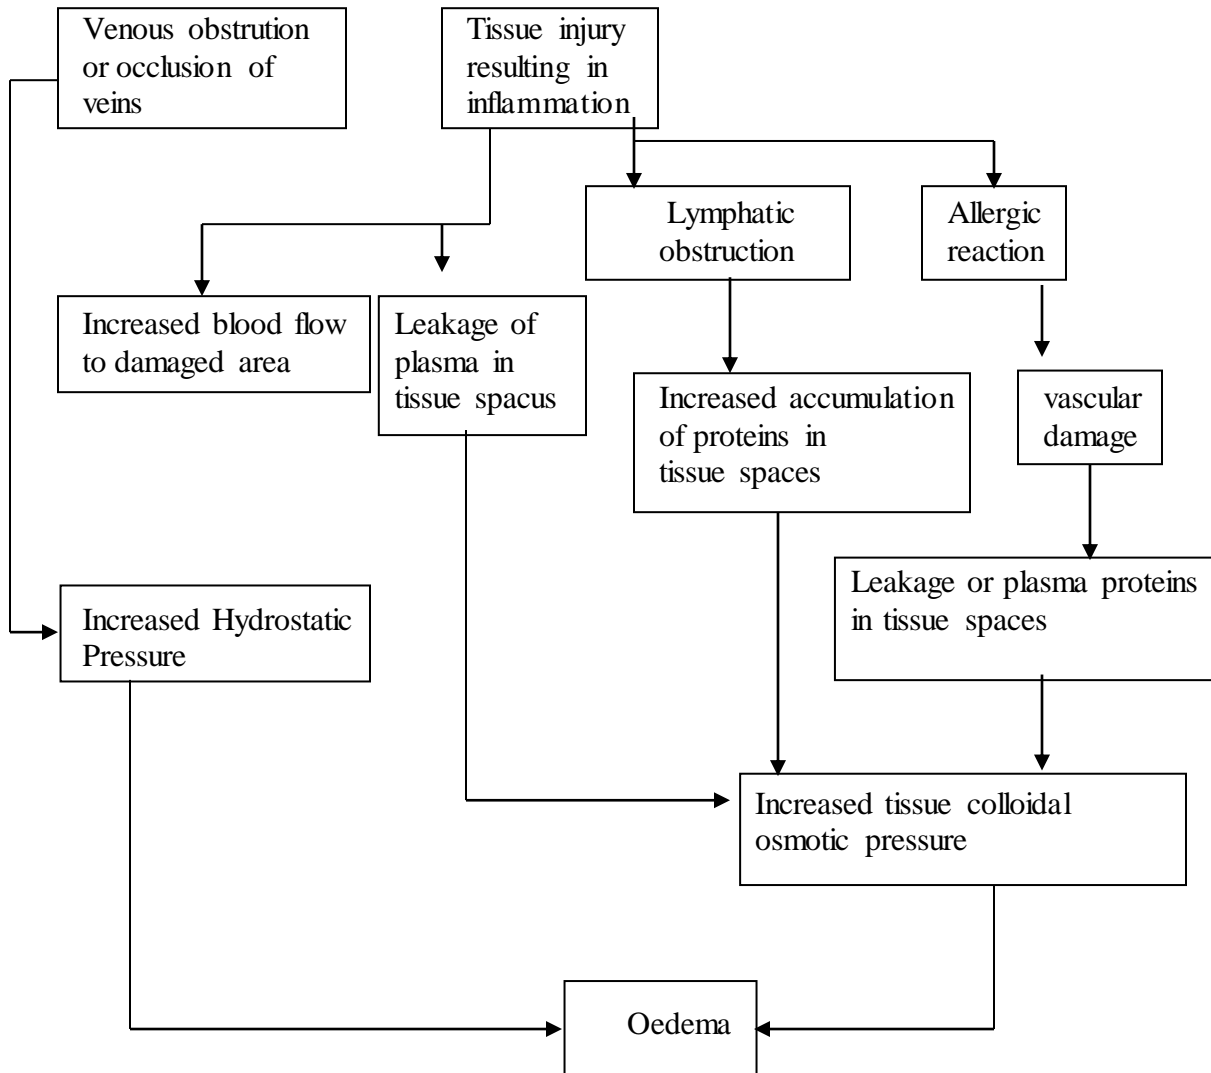 Venous obstrution
or occlusion of
veins
Tissue injury
resulting in
inflammation
Lymphatic
obstruction
Allergic
reaction
Increased blood flow
to damaged area
Leakage of
plasma in
tissue spacus
Increased accumulation
of proteins in
tissue spaces
vascular
damage
Leakage or plasma proteins
in tissue spaces
Increased Hydrostatic
Pressure
Increased tissue colloidal
osmotic pressure
Oedema